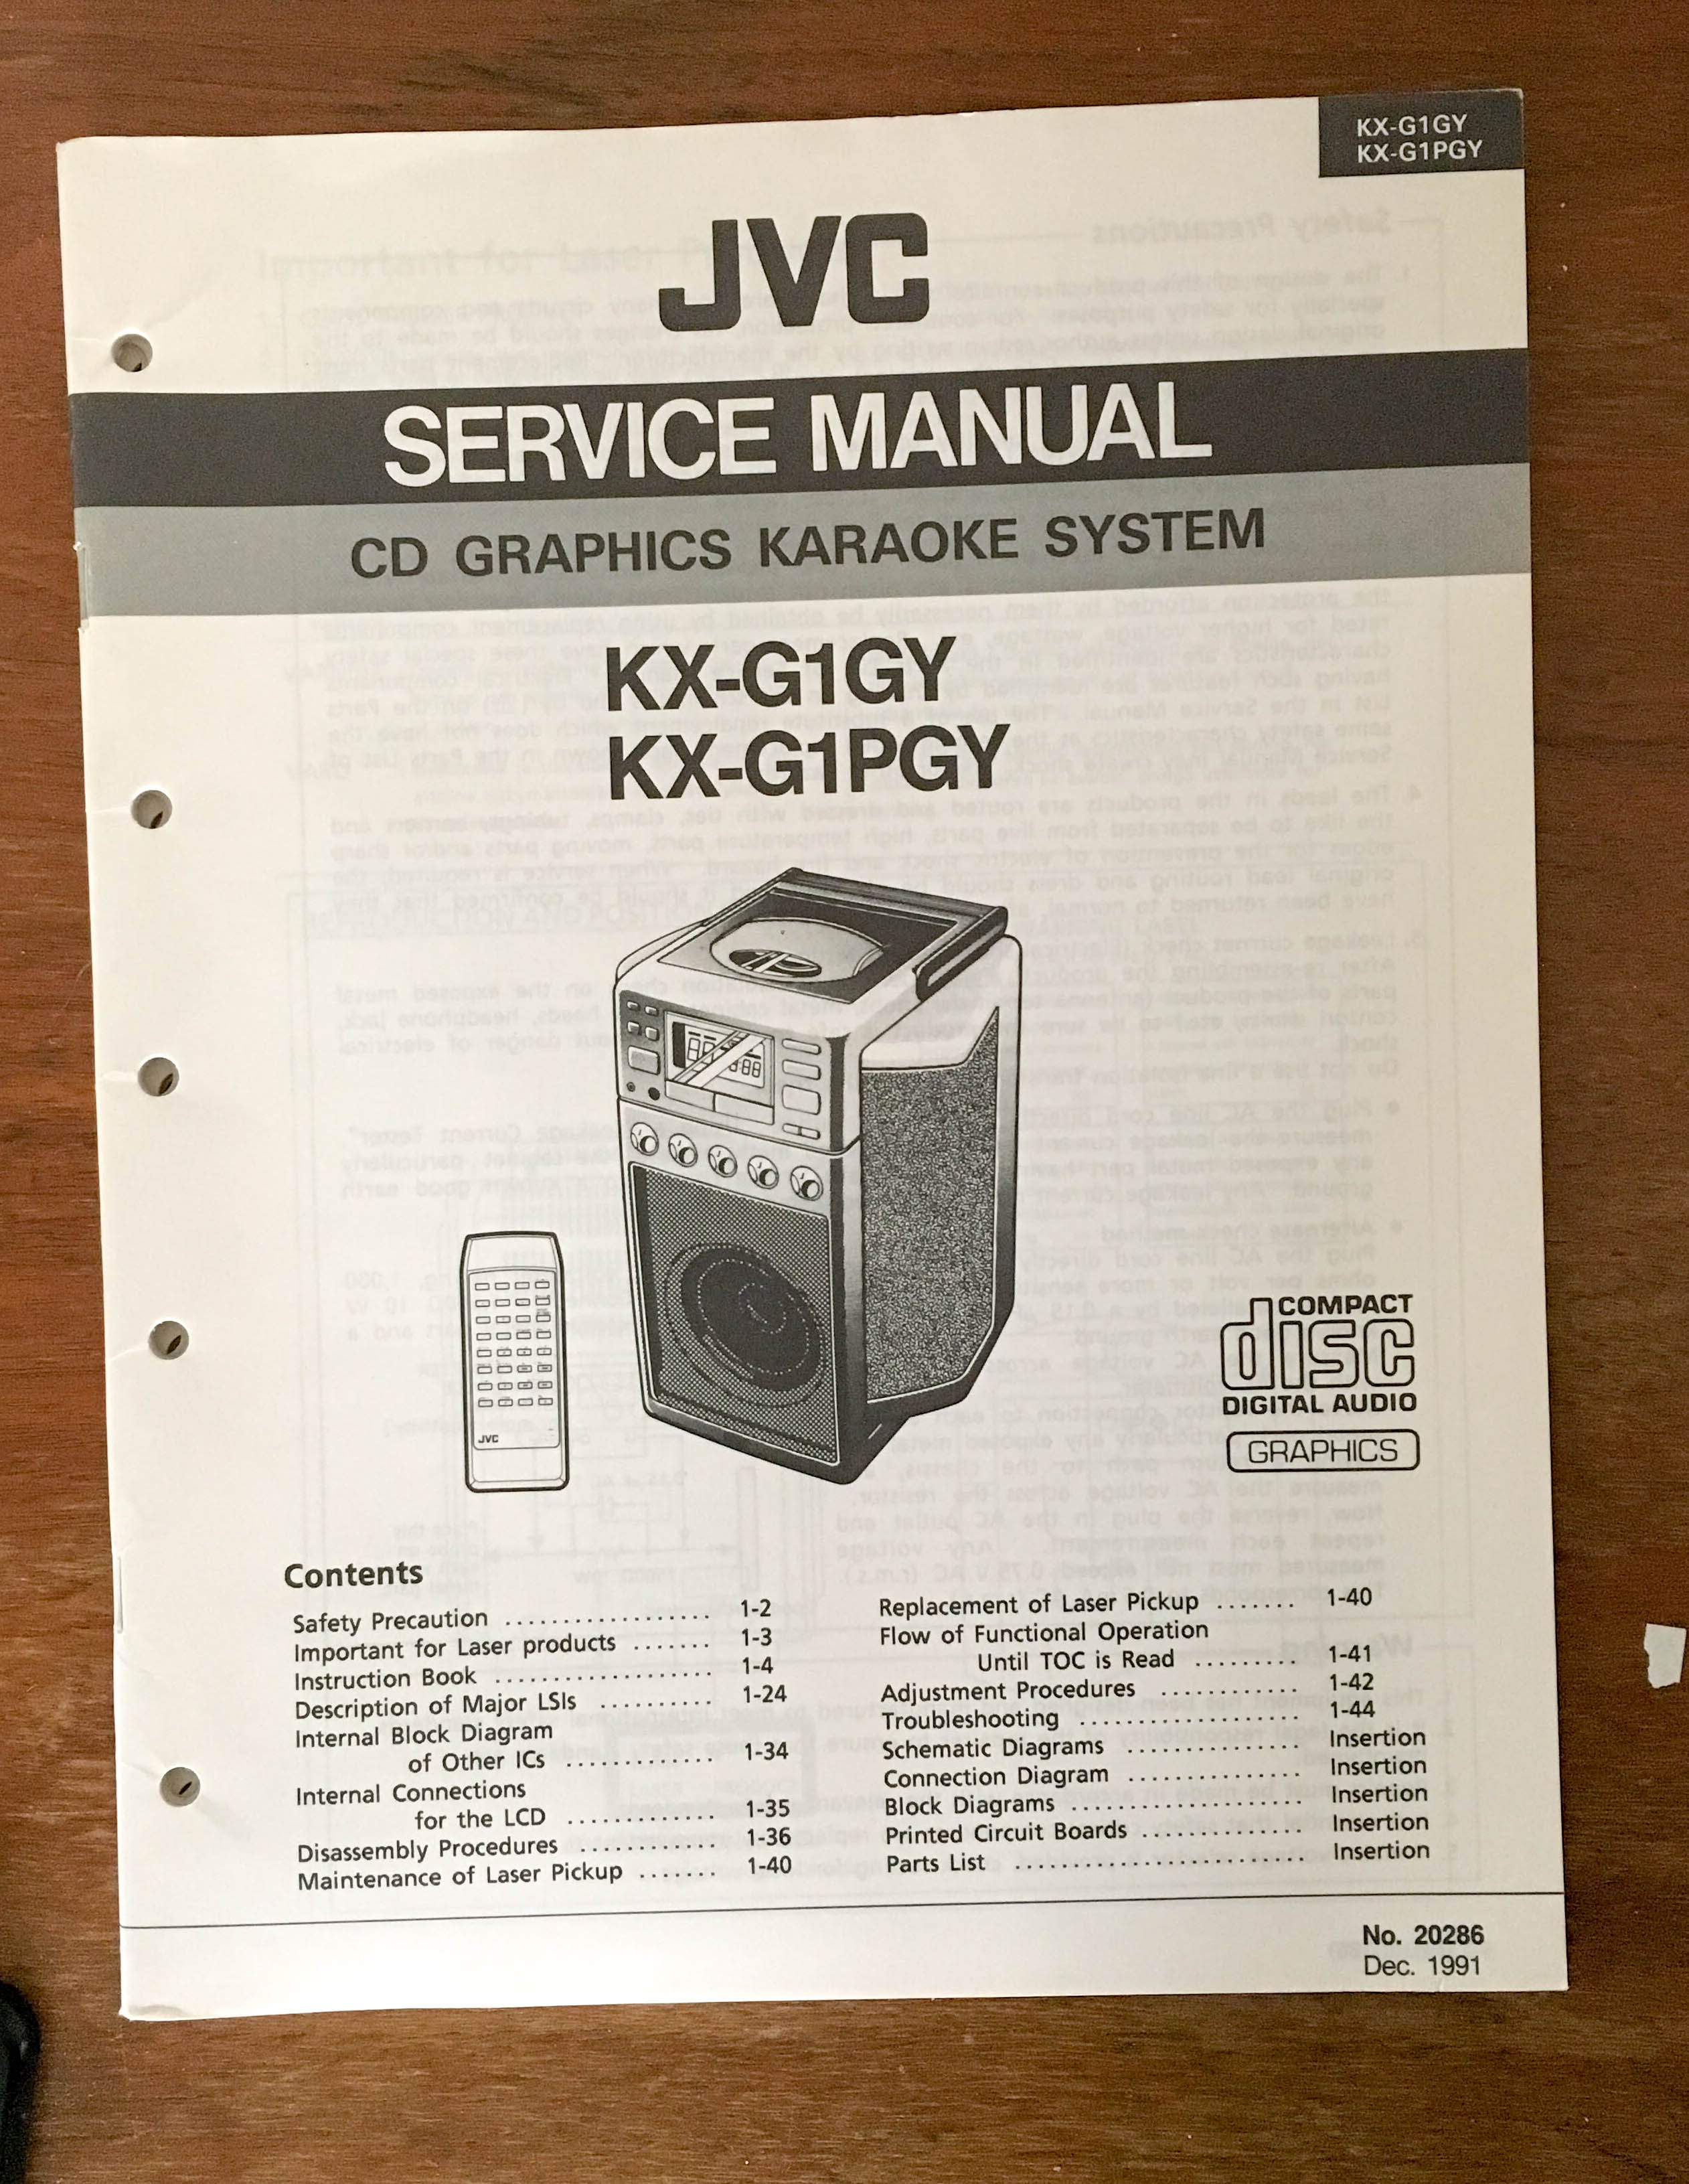 KX-G1GY
KX-G1PGY
JVC
SERVICE MANUAL
CD GRAPHICS KARAOKE SYSTEM
KX-G1GY
KX-G1PGY
JVC
COMPACT
disc
DIGITAL AUDIO
GRAPHICS
Contents
Safety Precaution .................. 1-2
Important for Laser products ....... 1-3
Instruction Book ................... 1-4
Description of Major LSIs .......... 1-24
Internal Block Diagram
of Other ICs ............. 1-34
Internal Connections
for the LCD ............. 1-35
Disassembly Procedures ............ 1-36
Maintenance of Laser Pickup ....... 1-40
Replacement of Laser Pickup ....... 1-40
Flow of Functional Operation
Until TOC is Read ......... 1-41
Adjustment Procedures ............ 1-42
Troubleshooting ................... 1-44
Schematic Diagrams ............... Insertion
Connection Diagram ............... Insertion
Block Diagrams .................... Insertion
Printed Circuit Boards .............. Insertion
Parts List ......................... Insertion
No. 20286
Dec. 1991